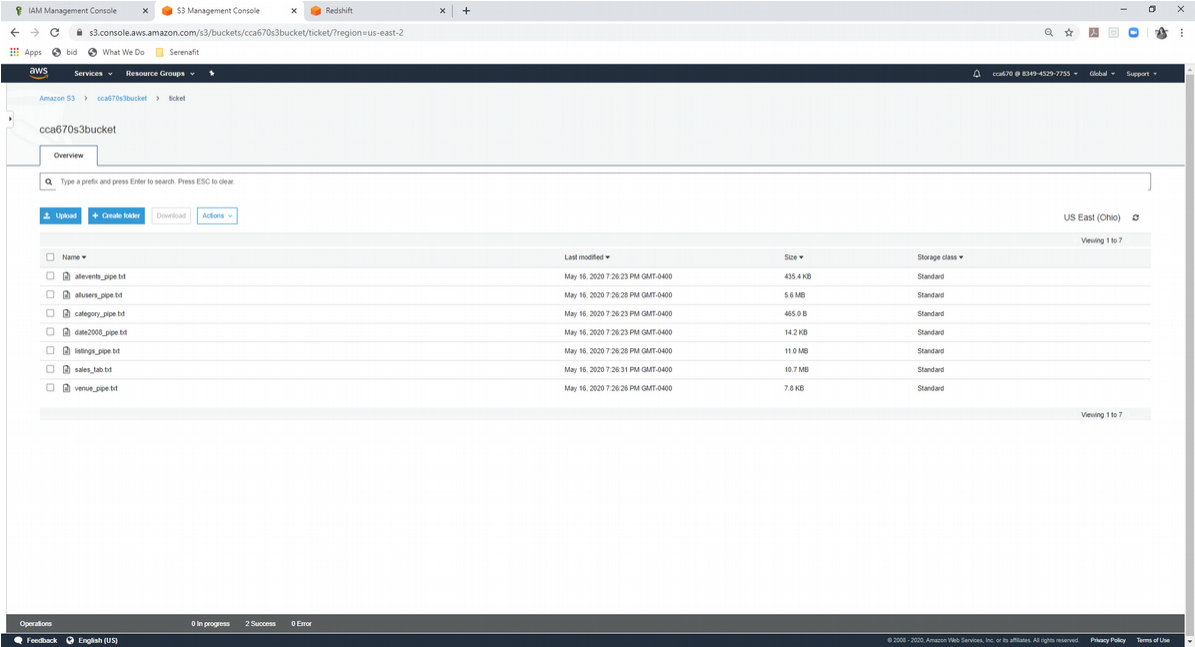 IAM Management Console
S3 Management Console
Redshift
s3.console.aws.amazon.com/s3/buckets/cca670s3bucket/ticket/?region=us-east-2
Apps bid What We Do Serenafit
aws Services Resource Groups cca670 @ 8349-4529-7755 Global Support
Amazon S3 > cca670s3bucket > ticket
cca670s3bucket
Overview
Type a prefix and press Enter to search. Press ESC to clear.
Upload + Create folder Download Actions US East (Ohio)
Viewing 1 to 7
Name Last modified Size Storage class
allevents_pipe.txt May 16, 2020 7:26:23 PM GMT-0400 435.4 KB Standard
allusers_pipe.txt May 16, 2020 7:26:28 PM GMT-0400 5.6 MB Standard
category_pipe.txt May 16, 2020 7:26:23 PM GMT-0400 465.0 B Standard
date2008_pipe.txt May 16, 2020 7:26:23 PM GMT-0400 14.2 KB Standard
listings_pipe.txt May 16, 2020 7:26:28 PM GMT-0400 11.0 MB Standard
sales_tab.txt May 16, 2020 7:26:31 PM GMT-0400 10.7 MB Standard
venue_pipe.txt May 16, 2020 7:26:26 PM GMT-0400 7.8 KB Standard
Viewing 1 to 7
Operations 0 In progress 2 Success 0 Error
Feedback English (US) © 2008 - 2020, Amazon Web Services, Inc. or its affiliates. All rights reserved. Privacy Policy Terms of Use